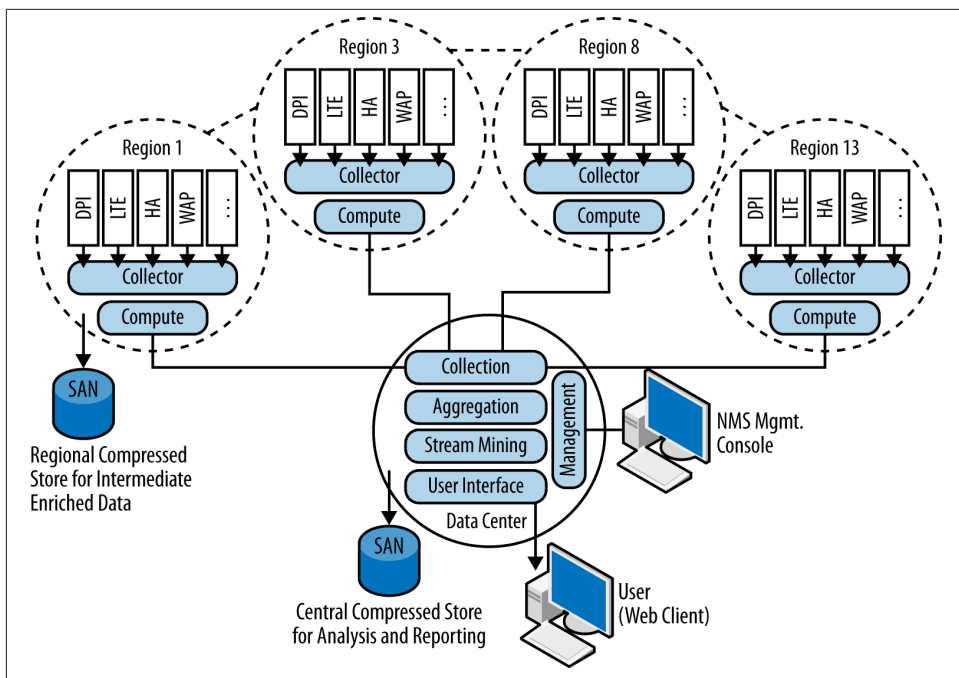 Region 3
DPI
LTE
HA
WAP
...
Collector
Compute
Region 8
DPI
LTE
HA
WAP
...
Collector
Compute
Region 1
DPI
LTE
HA
WAP
...
Collector
Compute
Region 13
DPI
LTE
HA
WAP
...
Collector
Compute
SAN
Regional Compressed
Store for Intermediate
Enriched Data
Collection
Aggregation
Stream Mining
User Interface
Management
Data Center
NMS Mgmt.
Console
SAN
Central Compressed Store
for Analysis and Reporting
User
(Web Client)